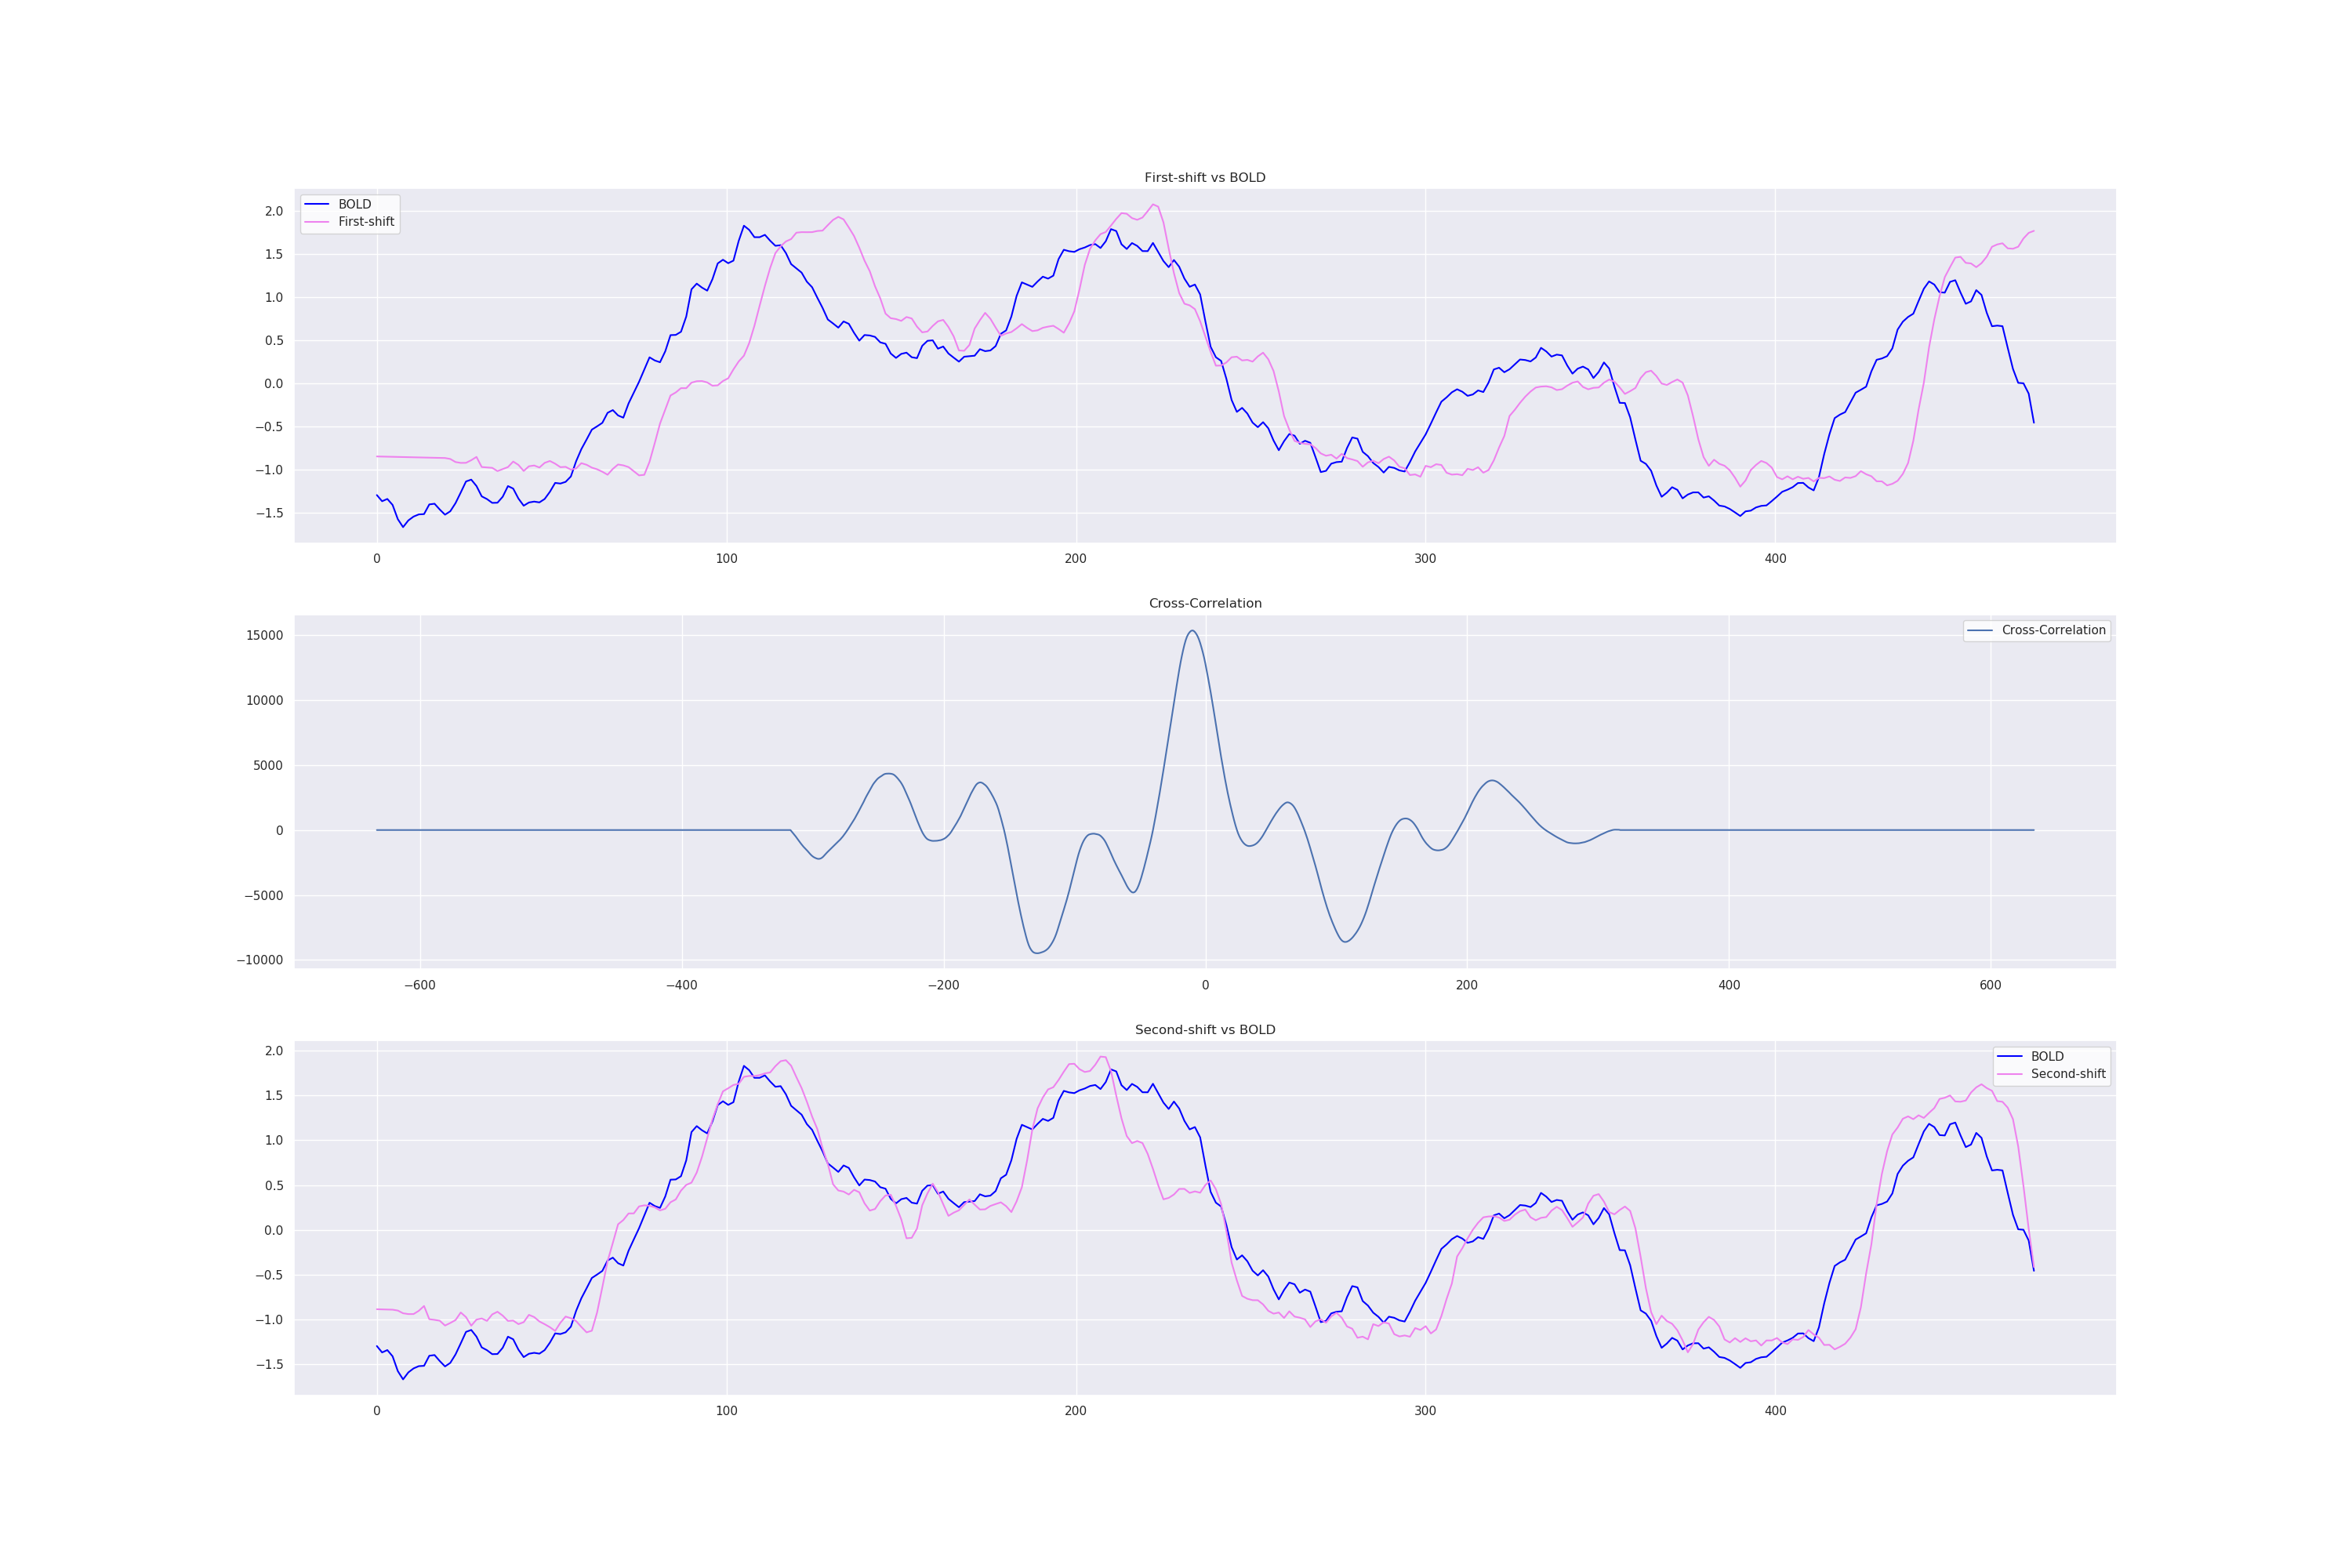 First-shift vs BOLD
BOLD
First-shift
2.0
1.5
1.0
0.5
0.0
−0.5
−1.0
−1.5
0 100 200 300 400
Cross-Correlation
Cross-Correlation
15000
10000
5000
0
−5000
−10000
−600 −400 −200 0 200 400 600
Second-shift vs BOLD
BOLD
Second-shift
2.0
1.5
1.0
0.5
0.0
−0.5
−1.0
−1.5
0 100 200 300 400